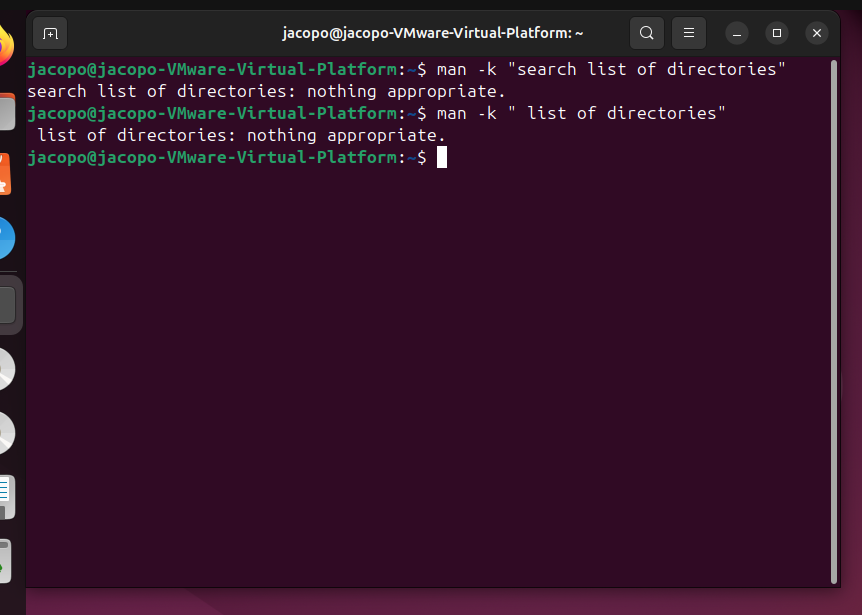 jacopo@jacopo-VMware-Virtual-Platform: ~
jacopo@jacopo-VMware-Virtual-Platform:~$ man -k "search list of directories"
search list of directories: nothing appropriate.
jacopo@jacopo-VMware-Virtual-Platform:~$ man -k " list of directories"
 list of directories: nothing appropriate.
jacopo@jacopo-VMware-Virtual-Platform:~$